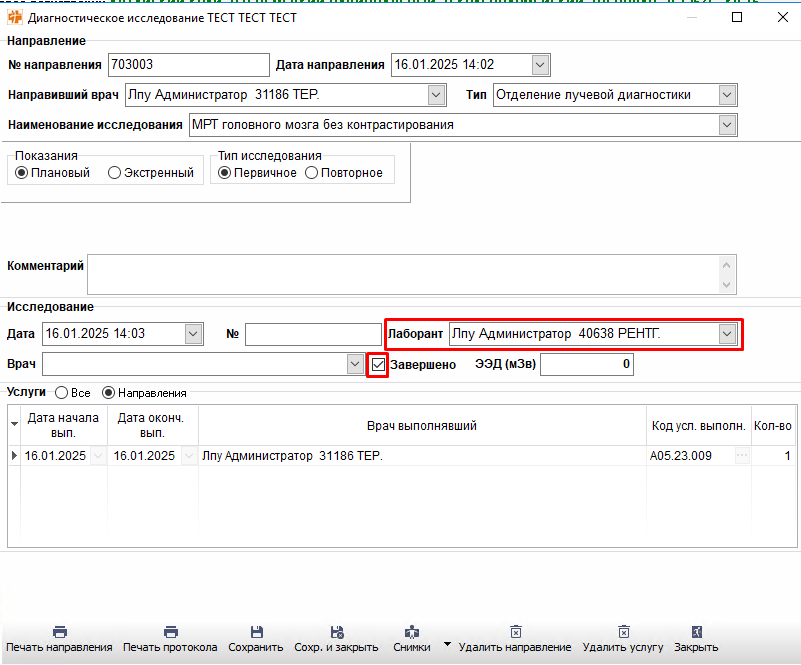 Диагностическое исследование ТЕСТ ТЕСТ ТЕСТ
Направление
№ направления 703003 Дата направления 16.01.2025 14:02
Направивший врач Лпу Администратор 31186 ТЕР. Тип Отделение лучевой диагностики
Наименование исследования МРТ головного мозга без контрастирования
Показания Тип исследования
Плановый Экстренный Первичное Повторное
Комментарий
Исследование
Дата 16.01.2025 14:03 № Лаборант Лпу Администратор 40638 РЕНТГ.
Врач Завершено ЭЭД (мЗв) 0
Услуги Все Направления
Дата начала вып. Дата оконч. вып. Врач выполнявший Код усл. выполн. Кол-во
16.01.2025 16.01.2025 Лпу Администратор 31186 ТЕР. A05.23.009 1
Печать направления Печать протокола Сохранить Сохр. и закрыть Снимки Удалить направление Удалить услугу Закрыть